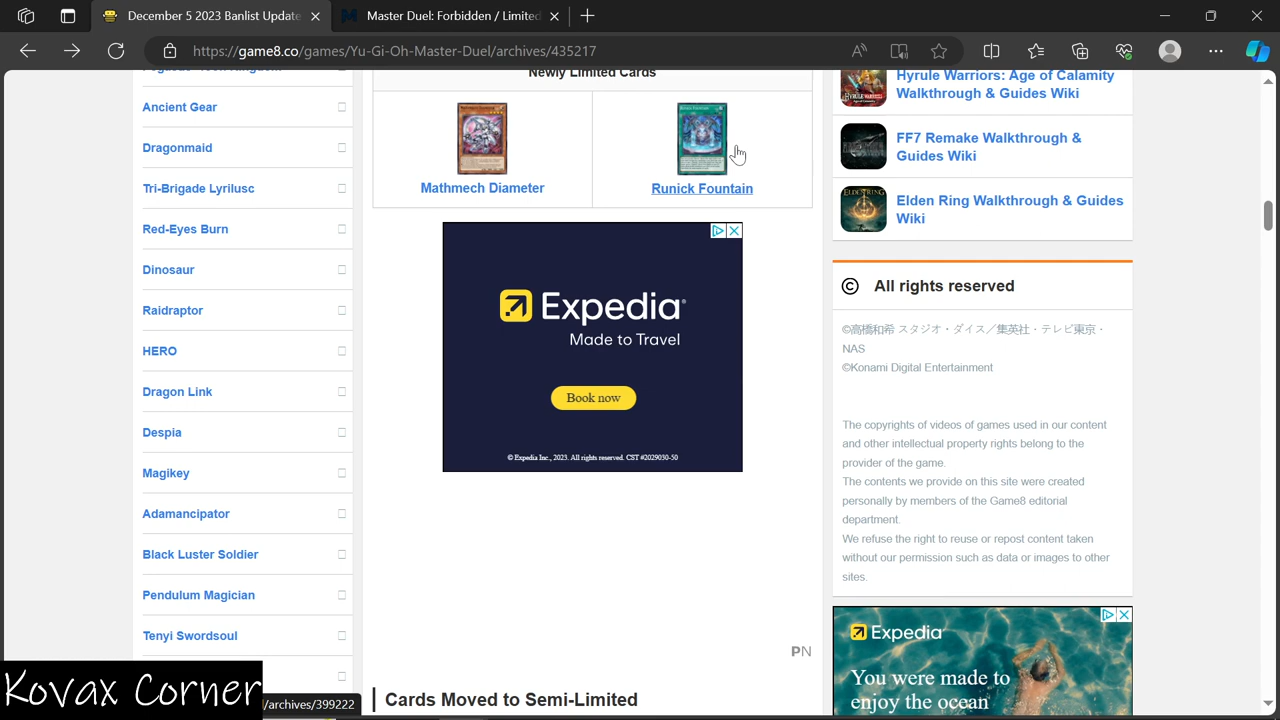 December 5 2023 Banlist Update
Master Duel: Forbidden / Limited
https://game8.co/games/Yu-Gi-Oh-Master-Duel/archives/435217
Ancient Gear
Dragonmaid
Tri-Brigade Lyrilusc
Red-Eyes Burn
Dinosaur
Raidraptor
HERO
Dragon Link
Despia
Magikey
Adamancipator
Black Luster Soldier
Pendulum Magician
Tenyi Swordsoul
Kovax Corner
/archives/399222
Newly Limited Cards
Mathmech Diameter
Runick Fountain
Expedia
Made to Travel
Book now
© Expedia Inc., 2023. All rights reserved. CST #2029030-50
PN
Cards Moved to Semi-Limited
Hyrule Warriors: Age of Calamity
Walkthrough & Guides Wiki
FF7 Remake Walkthrough &
Guides Wiki
Elden Ring Walkthrough & Guides
Wiki
© All rights reserved
©高橋和希 スタジオ・ダイス／集英社・テレビ東京・
NAS
©Konami Digital Entertainment
The copyrights of videos of games used in our content
and other intellectual property rights belong to the
provider of the game.
The contents we provide on this site were created
personally by members of the Game8 editorial
department.
We refuse the right to reuse or repost content taken
without our permission such as data or images to other
sites.
Expedia
You were made to
enjoy the ocean